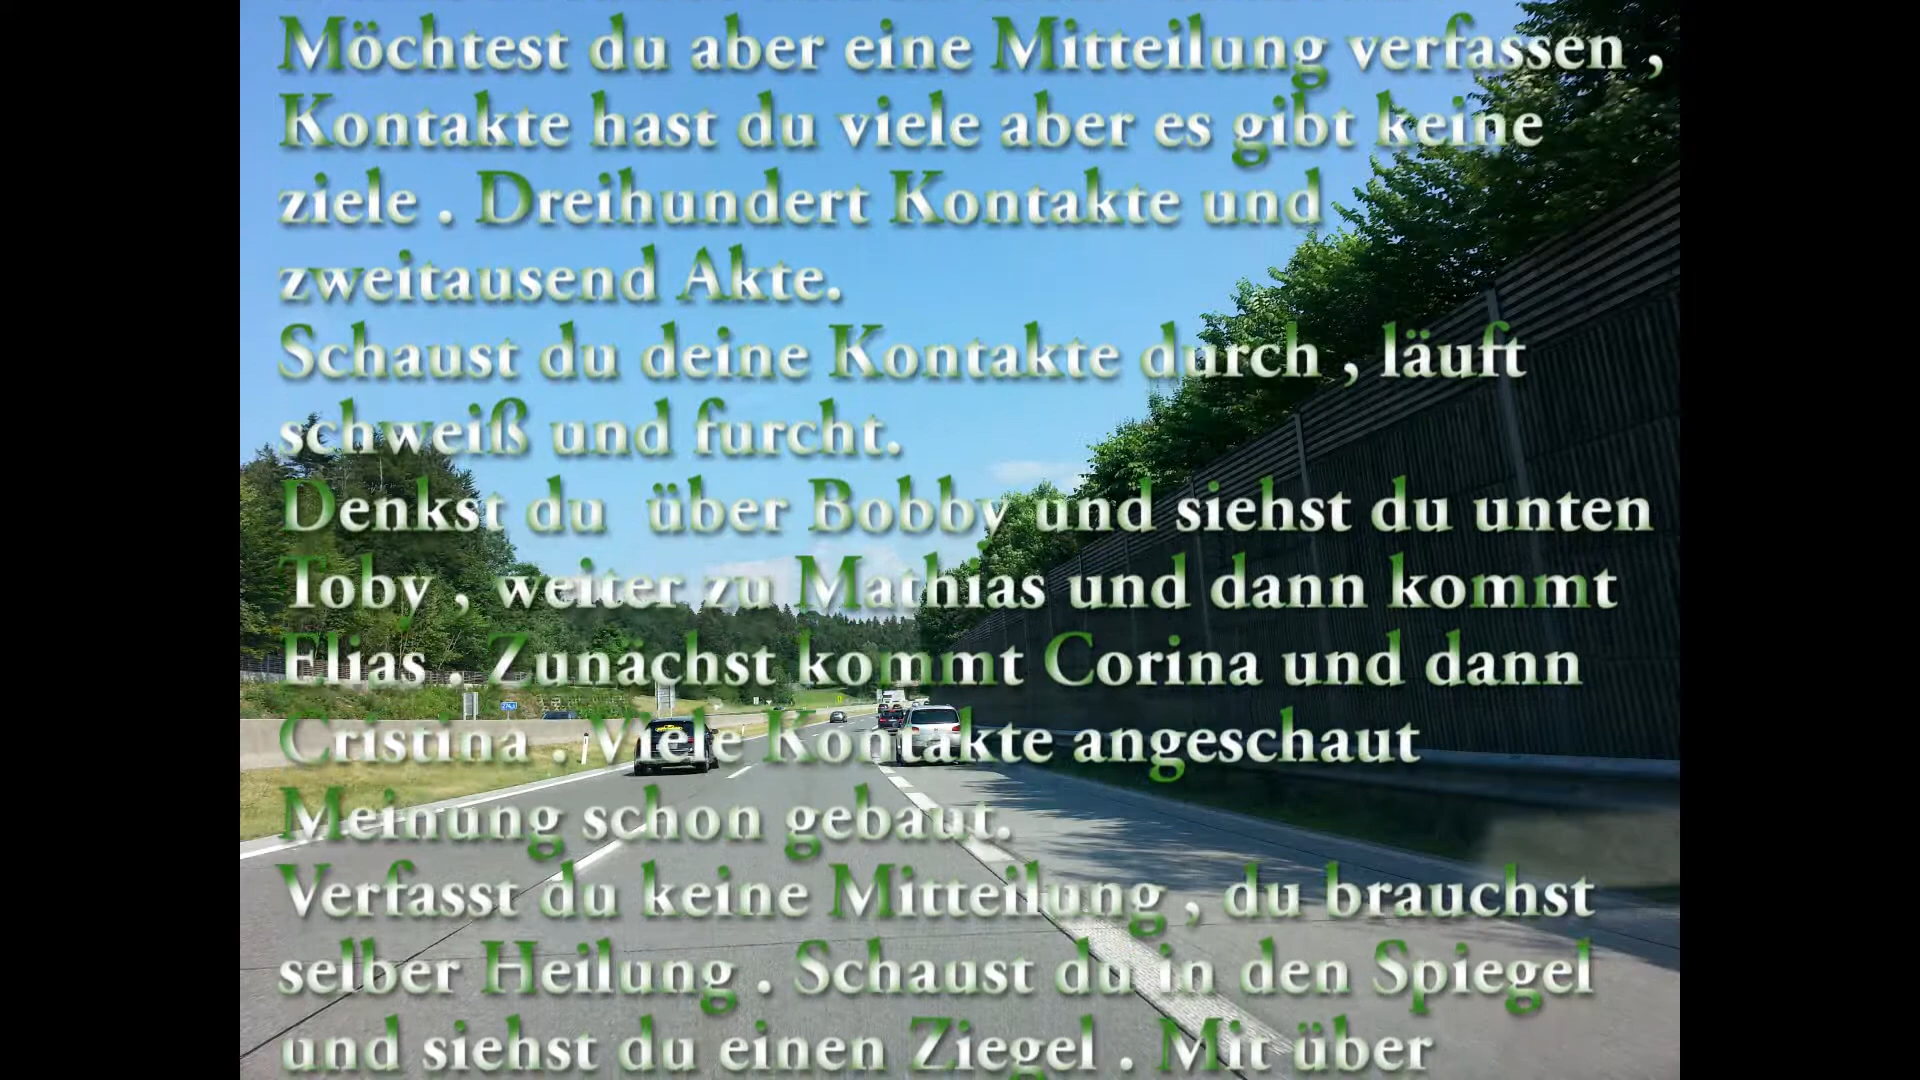 Möchtest du aber eine Mitteilung verfassen ,
Kontakte hast du viele aber es gibt keine
ziele . Dreihundert Kontakte und
zweitausend Akte.
Schaust du deine Kontakte durch , läuft
schweiß und furcht.
Denkst du über Bobby und siehst du unten
Toby , weiter zu Mathias und dann kommt
Elias . Zunächst kommt Corina und dann
Cristina . Viele Kontakte angeschaut
Meinung schon gebaut.
Verfasst du keine Mitteilung , du brauchst
selber Heilung . Schaust du in den Spiegel
und siehst du einen Ziegel . Mit über